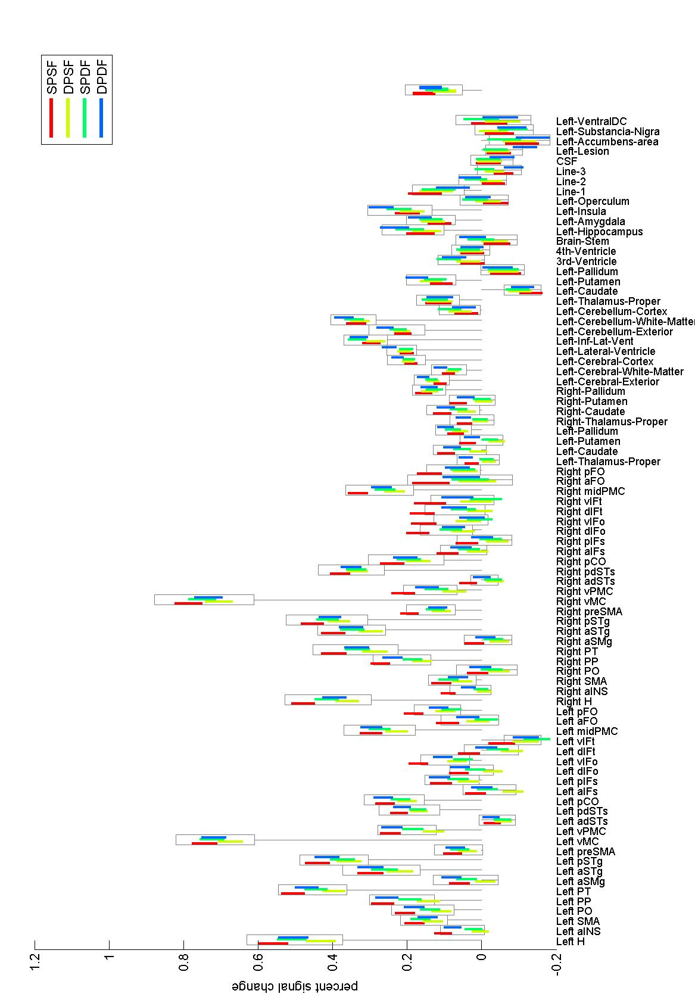 SPSF
DPSF
SPDF
DPDF
Left-VentralDC
Left-Substancia-Nigra
Left-Accumbens-area
Left-Lesion
CSF
Line-3
Line-2
Line-1
Left-Operculum
Left-Insula
Left-Amygdala
Left-Hippocampus
Brain-Stem
4th-Ventricle
3rd-Ventricle
Left-Pallidum
Left-Putamen
Left-Caudate
Left-Thalamus-Proper
Left-Cerebellum-Cortex
Left-Cerebellum-White-Matter
Left-Cerebellum-Exterior
Left-Inf-Lat-Vent
Left-Lateral-Ventricle
Left-Cerebral-Cortex
Left-Cerebral-White-Matter
Left-Cerebral-Exterior
Right-Pallidum
Right-Putamen
Right-Caudate
Right-Thalamus-Proper
Left-Pallidum
Left-Putamen
Left-Caudate
Left-Thalamus-Proper
Right pFO
Right aFO
Right midPMC
Right vIFt
Right dIFt
Right vIFo
Right dIFo
Right pIFs
Right aIFs
Right pCO
Right pdSTs
Right adSTs
Right vPMC
Right vMC
Right preSMA
Right pSTg
Right aSTg
Right aSMg
Right PT
Right PP
Right PO
Right SMA
Right aINS
Right H
Left pFO
Left aFO
Left midPMC
Left vIFt
Left dIFt
Left vIFo
Left dIFo
Left pIFs
Left aIFs
Left pCO
Left pdSTs
Left adSTs
Left vPMC
Left vMC
Left preSMA
Left pSTg
Left aSTg
Left aSMg
Left PT
Left PP
Left PO
Left SMA
Left aINS
Left H
1.2
1
0.8
0.6
0.4
0.2
0
-0.2
percent signal change